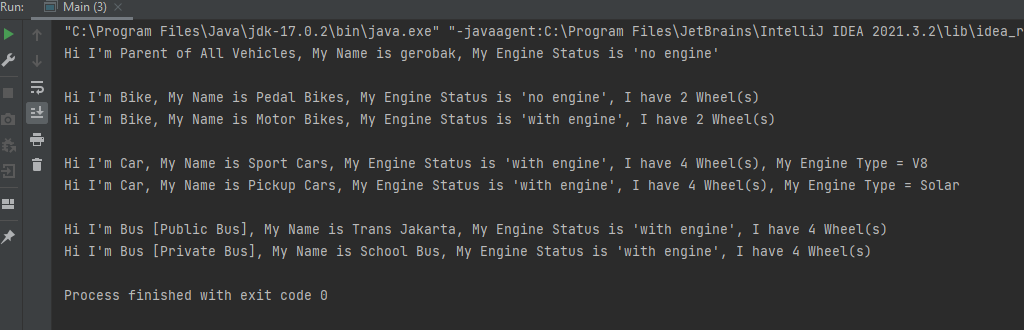 Run: Main (3) ×
"C:\Program Files\Java\jdk-17.0.2\bin\java.exe" "-javaagent:C:\Program Files\JetBrains\IntelliJ IDEA 2021.3.2\lib\idea_r
Hi I'm Parent of All Vehicles, My Name is gerobak, My Engine Status is 'no engine'
Hi I'm Bike, My Name is Pedal Bikes, My Engine Status is 'no engine', I have 2 Wheel(s)
Hi I'm Bike, My Name is Motor Bikes, My Engine Status is 'with engine', I have 2 Wheel(s)
Hi I'm Car, My Name is Sport Cars, My Engine Status is 'with engine', I have 4 Wheel(s), My Engine Type = V8
Hi I'm Car, My Name is Pickup Cars, My Engine Status is 'with engine', I have 4 Wheel(s), My Engine Type = Solar
Hi I'm Bus [Public Bus], My Name is Trans Jakarta, My Engine Status is 'with engine', I have 4 Wheel(s)
Hi I'm Bus [Private Bus], My Name is School Bus, My Engine Status is 'with engine', I have 4 Wheel(s)
Process finished with exit code 0